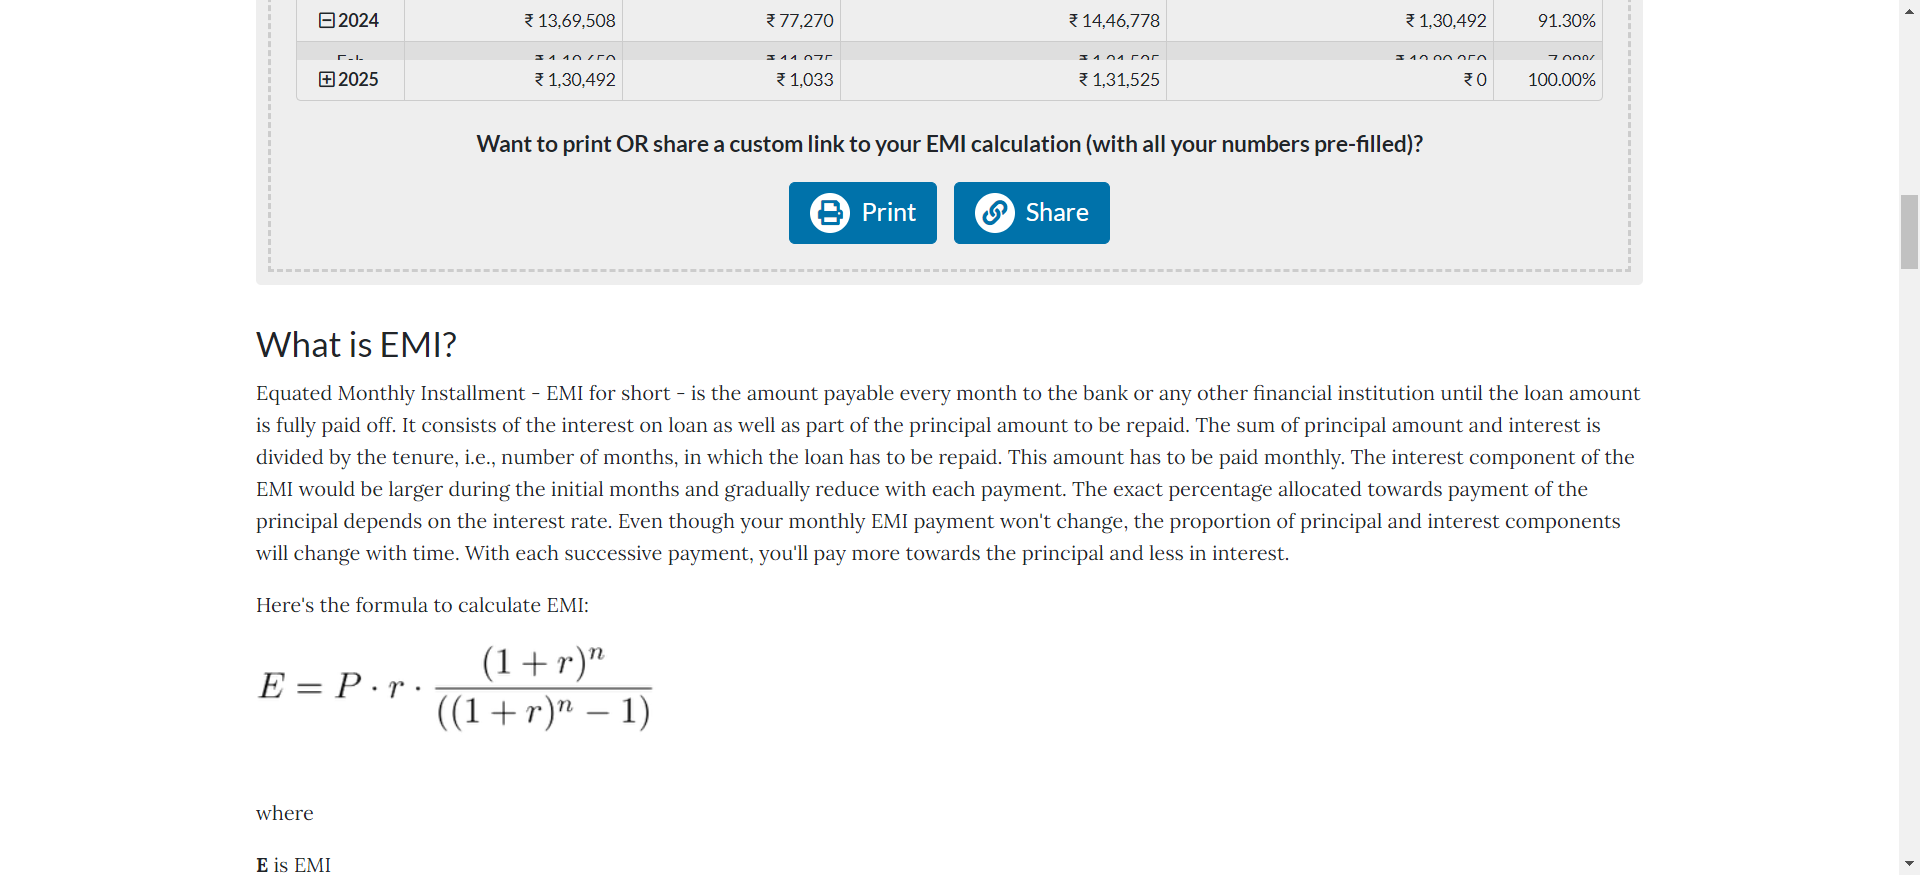 2024 ₹ 13,69,508 ₹ 77,270 ₹ 14,46,778 ₹ 1,30,492 91.30%
2025 ₹ 1,30,492 ₹ 1,033 ₹ 1,31,525 ₹ 0 100.00%
Want to print OR share a custom link to your EMI calculation (with all your numbers pre-filled)?
Print Share
What is EMI?
Equated Monthly Installment - EMI for short - is the amount payable every month to the bank or any other financial institution until the loan amount
is fully paid off. It consists of the interest on loan as well as part of the principal amount to be repaid. The sum of principal amount and interest is
divided by the tenure, i.e., number of months, in which the loan has to be repaid. This amount has to be paid monthly. The interest component of the
EMI would be larger during the initial months and gradually reduce with each payment. The exact percentage allocated towards payment of the
principal depends on the interest rate. Even though your monthly EMI payment won't change, the proportion of principal and interest components
will change with time. With each successive payment, you'll pay more towards the principal and less in interest.
Here's the formula to calculate EMI:
E = P · r · (1 + r)^n / ((1 + r)^n − 1)
where
E is EMI